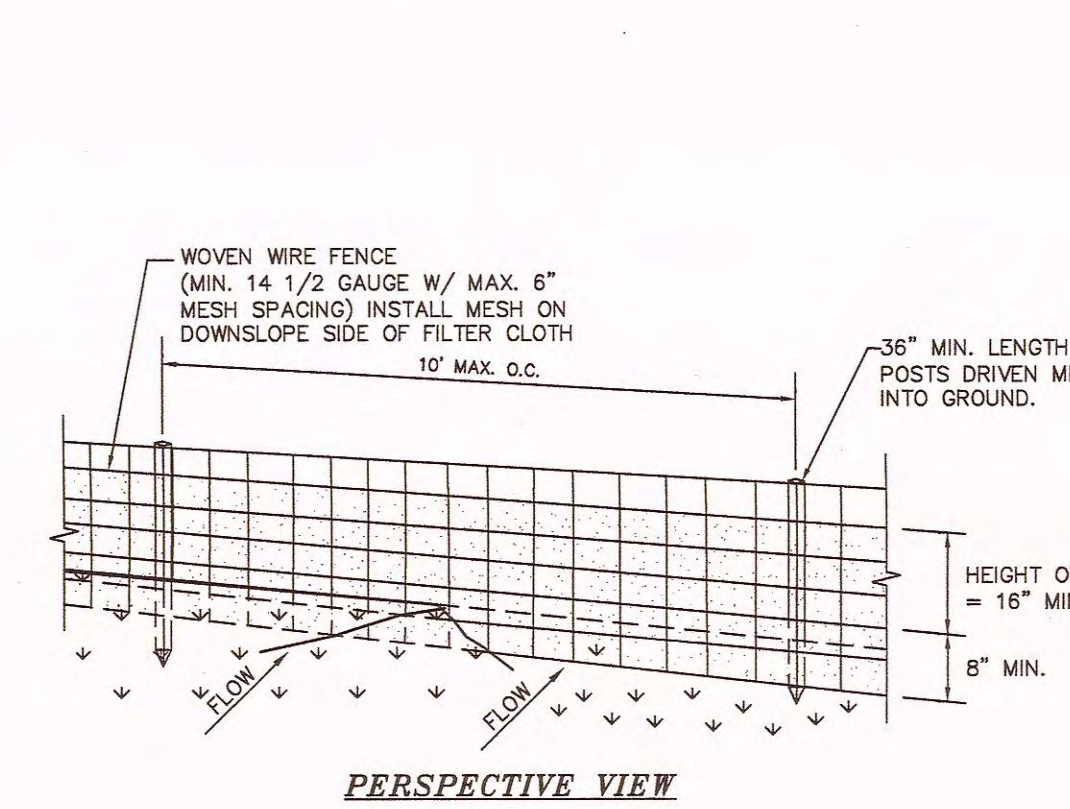 WOVEN WIRE FENCE
(MIN. 14 1/2 GAUGE W/ MAX. 6"
MESH SPACING) INSTALL MESH ON
DOWNSLOPE SIDE OF FILTER CLOTH
10' MAX. O.C.
36" MIN. LENGTH
POSTS DRIVEN
INTO GROUND.
HEIGHT
= 16"
8" MIN.
FLOW
FLOW
PERSPECTIVE VIEW